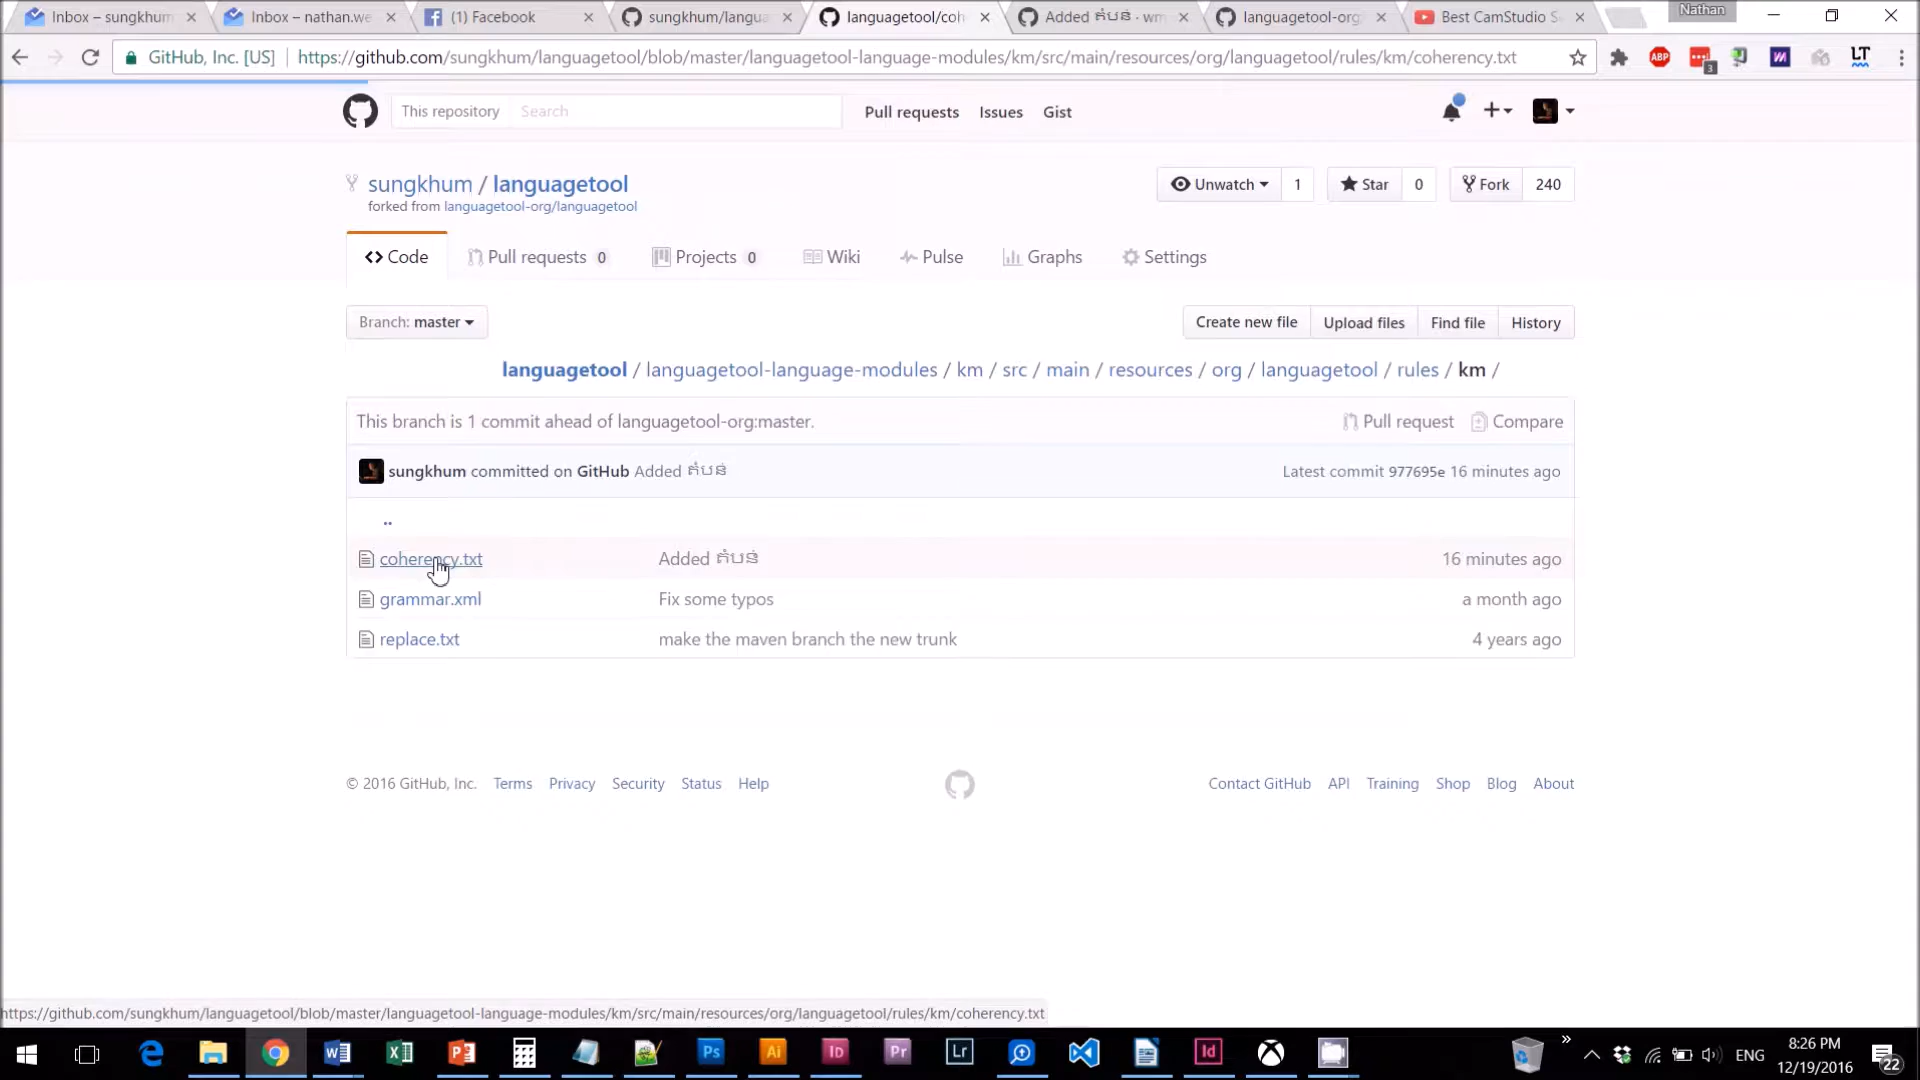 Inbox – sungkhum
Inbox – nathan.we
(1) Facebook
sungkhum/langua
languagetool/coh
Added តំបន់ · wm
languagetool-org
Best CamStudio S
Nathan
GitHub, Inc. [US]
https://github.com/sungkhum/languagetool/blob/master/languagetool-language-modules/km/src/main/resources/org/languagetool/rules/km/coherency.txt
ABP
3
LT
This repository
Search
Pull requests
Issues
Gist
sungkhum / languagetool
forked from languagetool-org/languagetool
Unwatch 1
Star 0
Fork 240
Code
Pull requests 0
Projects 0
Wiki
Pulse
Graphs
Settings
Branch: master
Create new file
Upload files
Find file
History
languagetool / languagetool-language-modules / km / src / main / resources / org / languagetool / rules / km /
This branch is 1 commit ahead of languagetool-org:master.
Pull request
Compare
sungkhum committed on GitHub Added តំបន់
Latest commit 977695e 16 minutes ago
..
coherency.txt Added តំបន់ 16 minutes ago
grammar.xml Fix some typos a month ago
replace.txt make the maven branch the new trunk 4 years ago
© 2016 GitHub, Inc. Terms Privacy Security Status Help
Contact GitHub API Training Shop Blog About
https://github.com/sungkhum/languagetool/blob/master/languagetool-language-modules/km/src/main/resources/org/languagetool/rules/km/coherency.txt
Ps
Ai
Id
Pr
Lr
Id
ENG
8:26 PM
12/19/2016
22